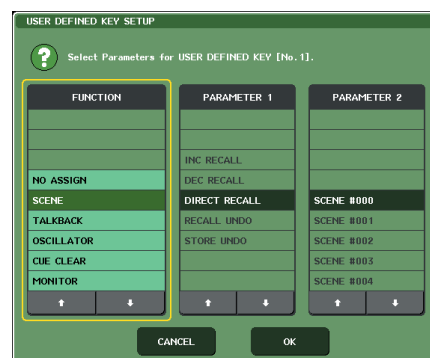 USER DEFINED KEY SETUP
Select Parameters for USER DEFINED KEY [No.1].
FUNCTION
NO ASSIGN
SCENE
TALKBACK
OSCILLATOR
CUE CLEAR
MONITOR
PARAMETER 1
INC RECALL
DEC RECALL
DIRECT RECALL
RECALL UNDO
STORE UNDO
PARAMETER 2
SCENE #000
SCENE #001
SCENE #002
SCENE #003
SCENE #004
CANCEL
OK